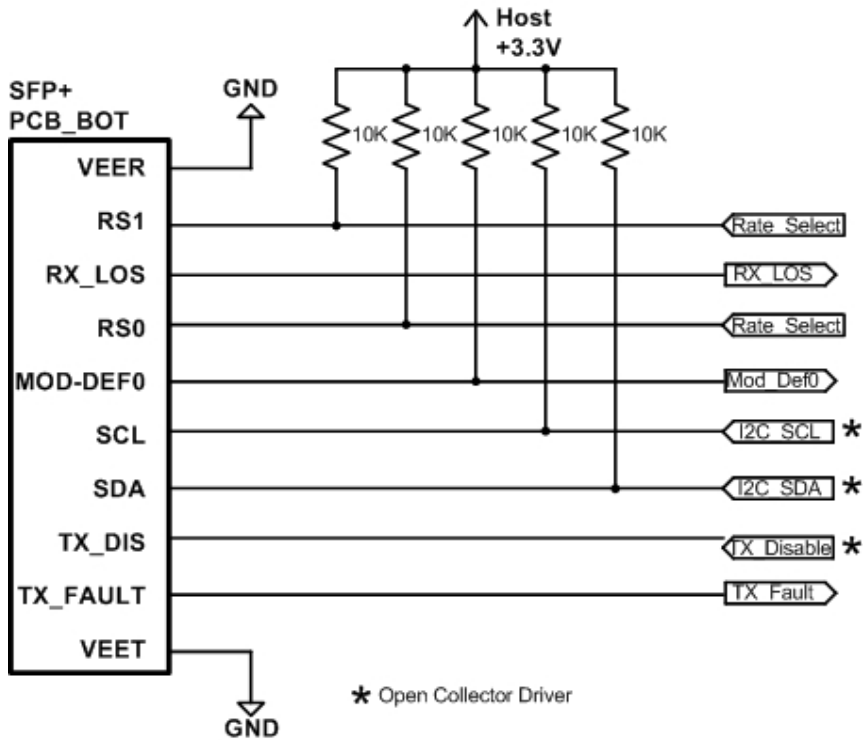 Host
+3.3V
SFP+
PCB_BOT
GND
10K
10K
10K
10K
10K
VEER
RS1
Rate_Select
RX_LOS
RX_LOS
RS0
Rate_Select
MOD-DEF0
Mod_Def0
SCL
I2C_SCL *
SDA
I2C_SDA *
TX_DIS
TX_Disable *
TX_FAULT
TX_Fault
VEET
* Open Collector Driver
GND